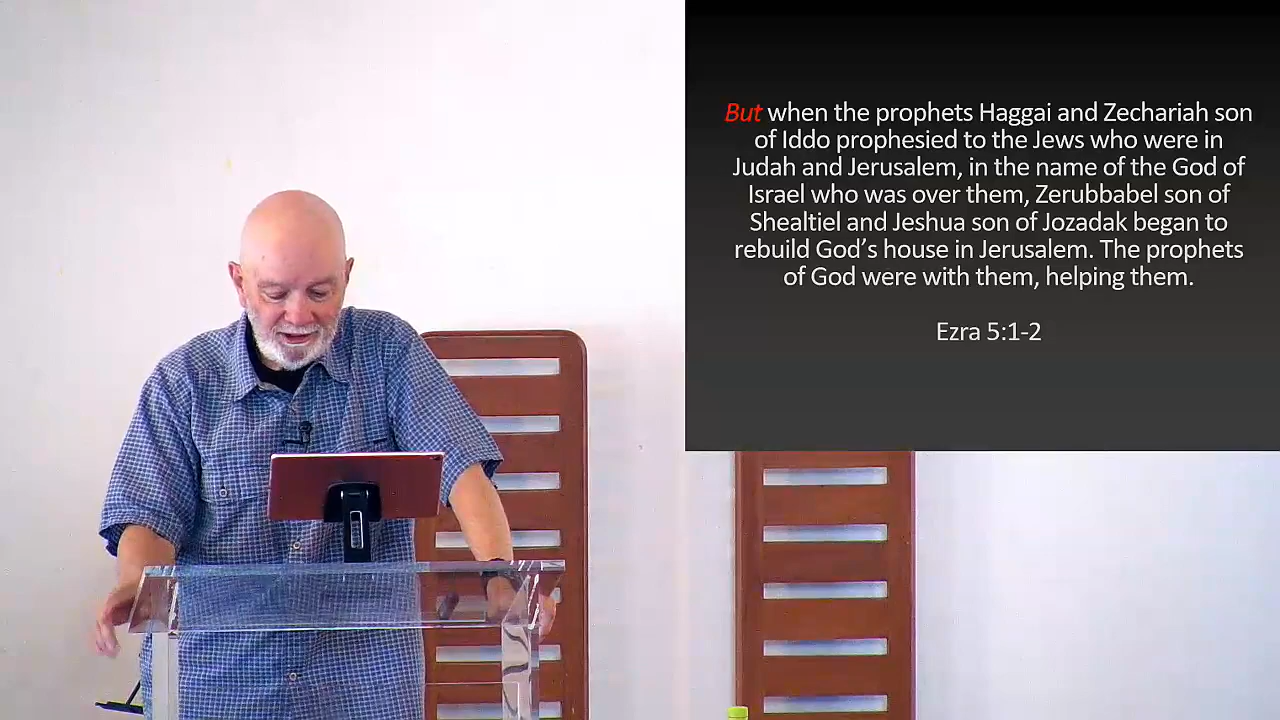 But when the prophets Haggai and Zechariah son
of Iddo prophesied to the Jews who were in
Judah and Jerusalem, in the name of the God of
Israel who was over them, Zerubbabel son of
Shealtiel and Jeshua son of Jozadak began to
rebuild God’s house in Jerusalem. The prophets
of God were with them, helping them.
Ezra 5:1-2